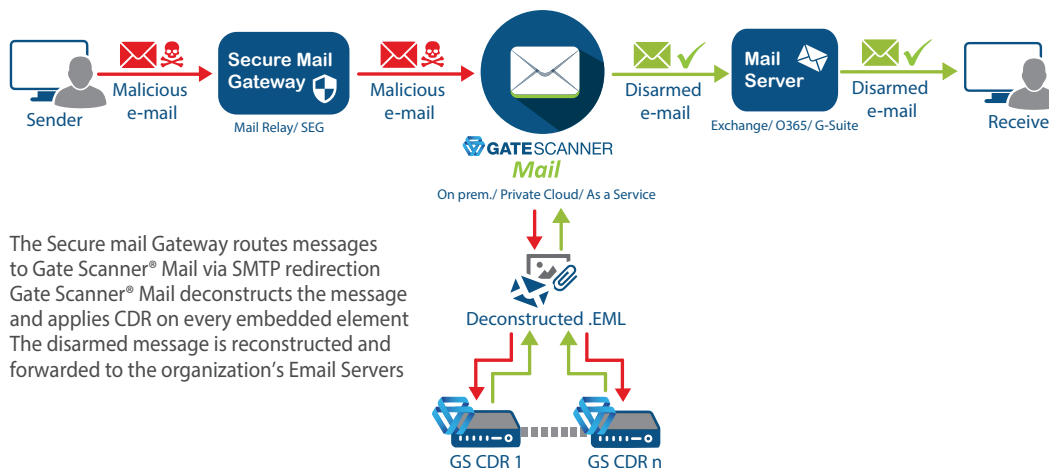 Sender
Malicious
e-mail
Secure Mail
Gateway
Mail Relay/ SEG
Malicious
e-mail
GATESCANNER
Mail
On prem./ Private Cloud/ As a Service
Disarmed
e-mail
Mail
Server
Exchange/ O365/ G-Suite
Disarmed
e-mail
Receive
The Secure mail Gateway routes messages
to Gate Scanner® Mail via SMTP redirection
Gate Scanner® Mail deconstructs the message
and applies CDR on every embedded element
The disarmed message is reconstructed and
forwarded to the organization's Email Servers
Deconstructed .EML
GS CDR 1
GS CDR n